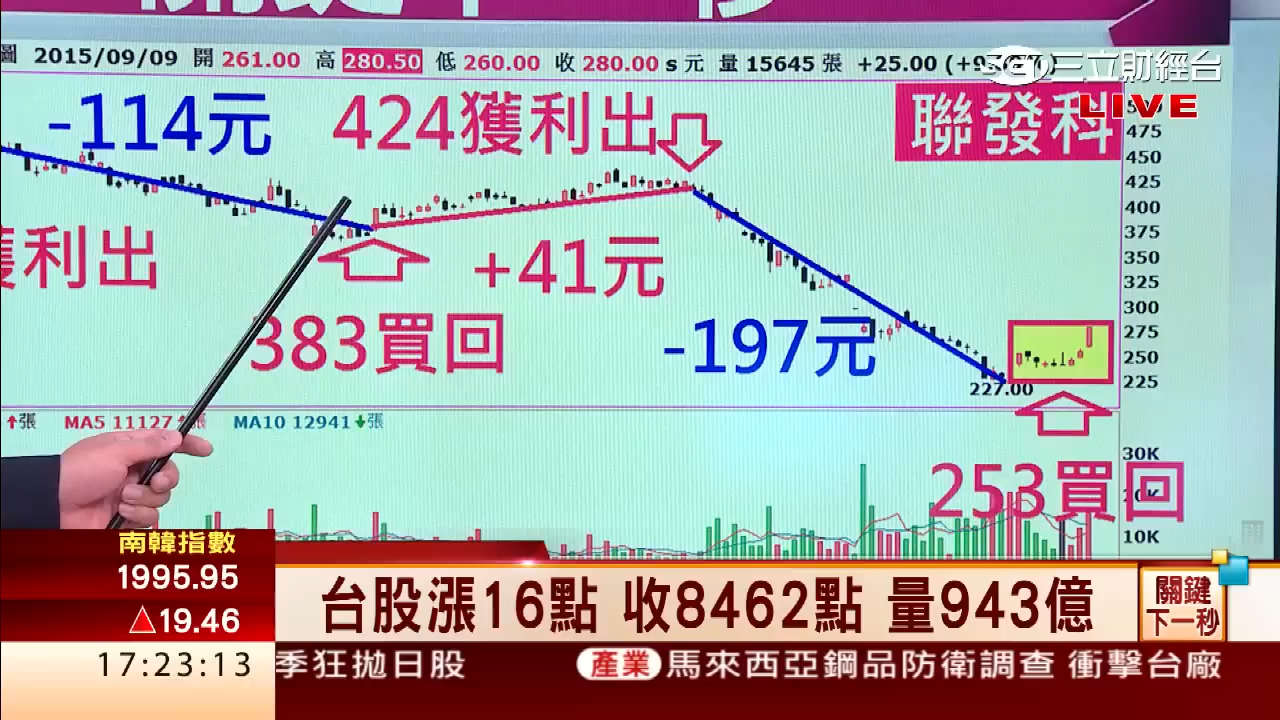 圖 2015/09/09 開 261.00 高 280.50 低 260.00 收 280.00 s 元 量 15645 張 +25.00
三立財經台
LIVE
-114元
424獲利出
聯發科
475
450
425
400
375
350
325
300
275
250
225
獲利出
+41元
383買回
-197元
227.00
張 MA5 11127 張 MA10 12941 張
253買回
30K
20K
10K
南韓指數
1995.95
△19.46
17:23:13
台股漲16點 收8462點 量943億
關鍵
下一秒
季狂拋日股 產業 馬來西亞鋼品防衛調查 衝擊台廠